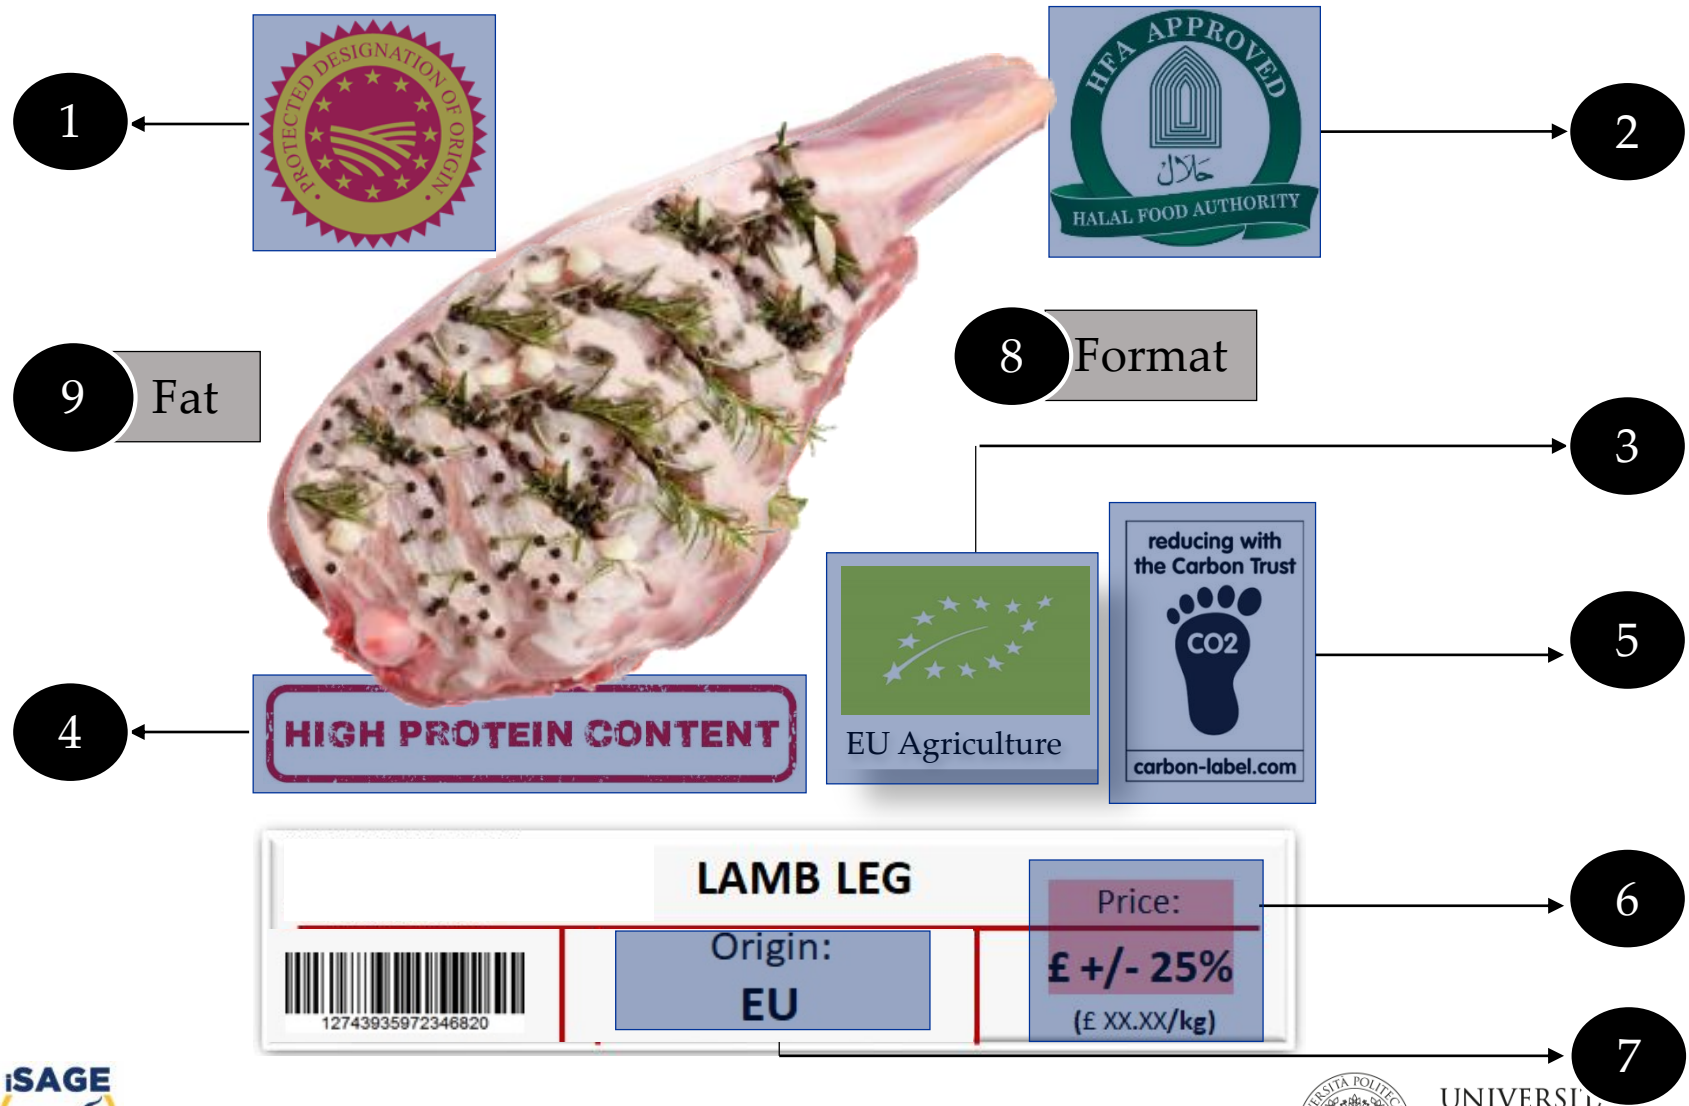 1
PROTECTED DESIGNATION OF ORIGIN
HFA APPROVED
حلال
HALAL FOOD AUTHORITY
2
9
Fat
8
Format
3
reducing with
the Carbon Trust
CO2
carbon-label.com
5
4
HIGH PROTEIN CONTENT
EU Agriculture
LAMB LEG
Price:
£ +/- 25%
(£ XX.XX/kg)
6
Origin:
EU
12743935972346820
7
iSAGE